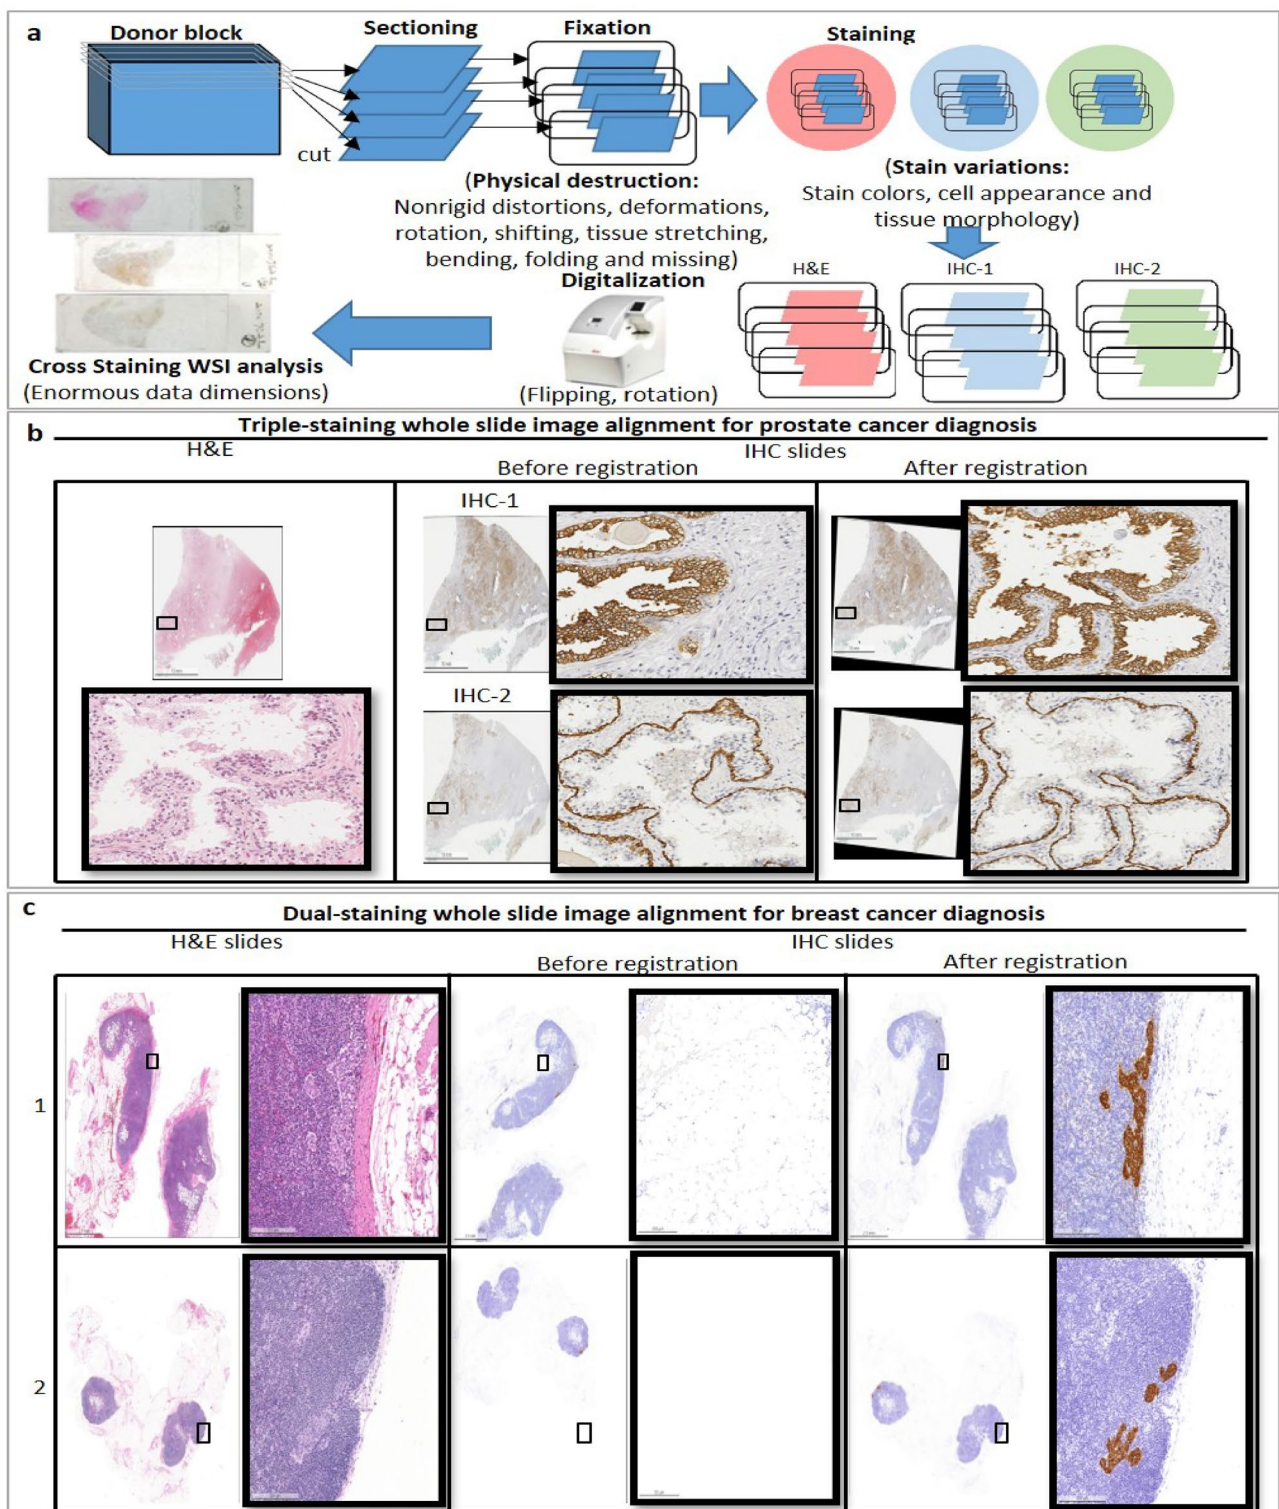 a
Donor block
Sectioning
Fixation
Staining
cut
(Physical destruction:
Nonrigid distortions, deformations,
rotation, shifting, tissue stretching,
bending, folding and missing)
(Stain variations:
Stain colors, cell appearance and
tissue morphology)
H&E
IHC-1
IHC-2
Digitalization
(Flipping, rotation)
Cross Staining WSI analysis
(Enormous data dimensions)
b
Triple-staining whole slide image alignment for prostate cancer diagnosis
H&E
IHC slides
Before registration
After registration
IHC-1
IHC-2
c
Dual-staining whole slide image alignment for breast cancer diagnosis
H&E slides
IHC slides
Before registration
After registration
1
2